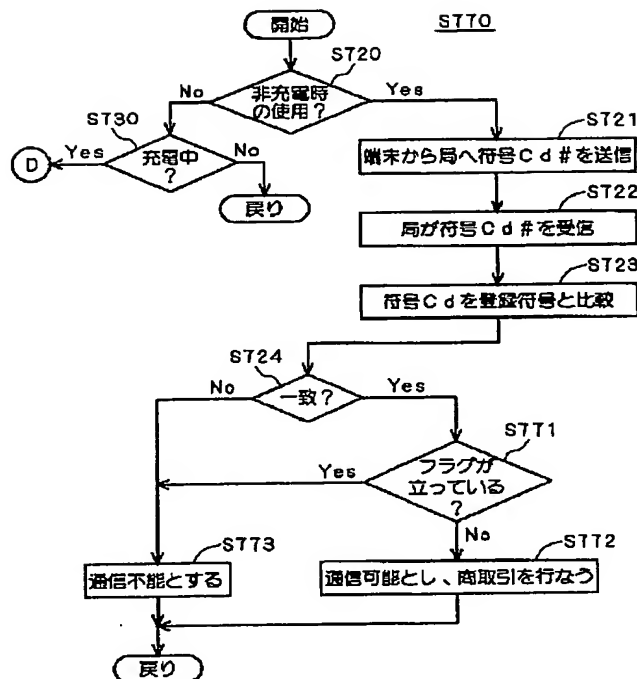 開始
S770
S720
非充電時
の使用？
No
Yes
S730
充電中
？
Yes
No
D
戻り
S721
端末から局へ符号Cd#を送信
S722
局が符号Cd#を受信
S723
符号Cdを登録符号と比較
S724
一致？
No
Yes
S771
フラグが
立っている
？
Yes
No
S773
通信不能とする
S772
通信可能とし、商取引を行なう
戻り